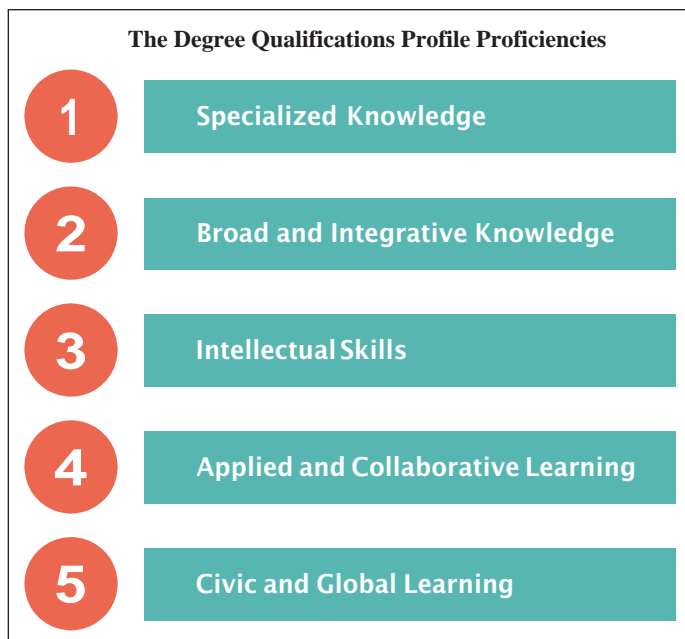 The Degree Qualifications Profile Proficiencies
1 Specialized Knowledge
2 Broad and Integrative Knowledge
3 Intellectual Skills
4 Applied and Collaborative Learning
5 Civic and Global Learning